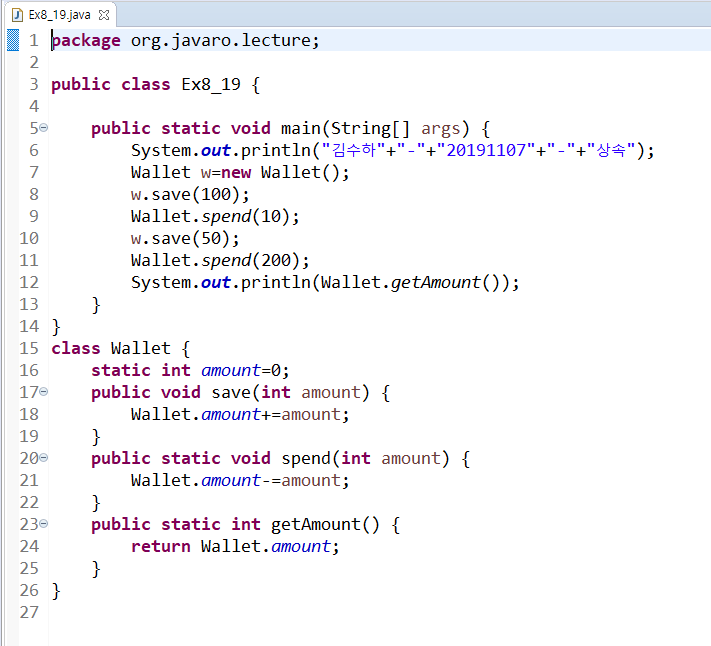 Ex8_19.java
1 package org.javaro.lecture;
2
3 public class Ex8_19 {
4
5     public static void main(String[] args) {
6         System.out.println("김수하"+"-"+"20191107"+"-"+"상속");
7         Wallet w=new Wallet();
8         w.save(100);
9         Wallet.spend(10);
10         w.save(50);
11         Wallet.spend(200);
12         System.out.println(Wallet.getAmount());
13     }
14 }
15 class Wallet {
16     static int amount=0;
17     public void save(int amount) {
18         Wallet.amount+=amount;
19     }
20     public static void spend(int amount) {
21         Wallet.amount-=amount;
22     }
23     public static int getAmount() {
24         return Wallet.amount;
25     }
26 }
27